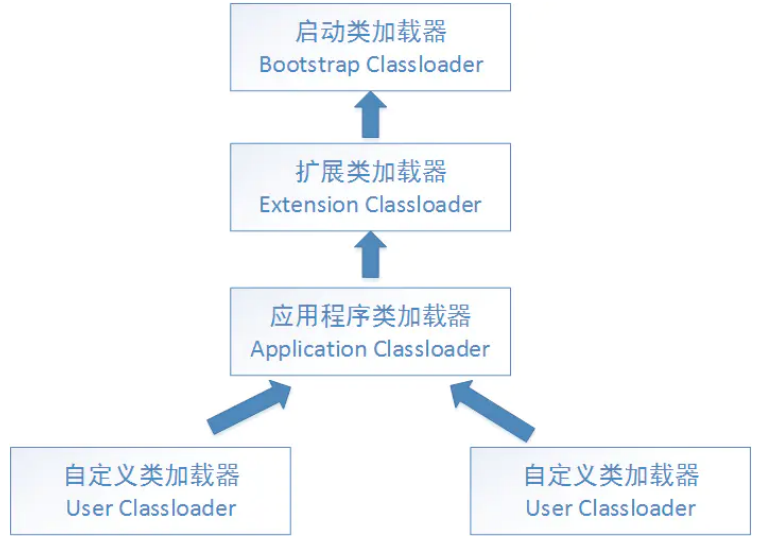 启动类加载器
Bootstrap Classloader
扩展类加载器
Extension Classloader
应用程序类加载器
Application Classloader
自定义类加载器
User Classloader
自定义类加载器
User Classloader